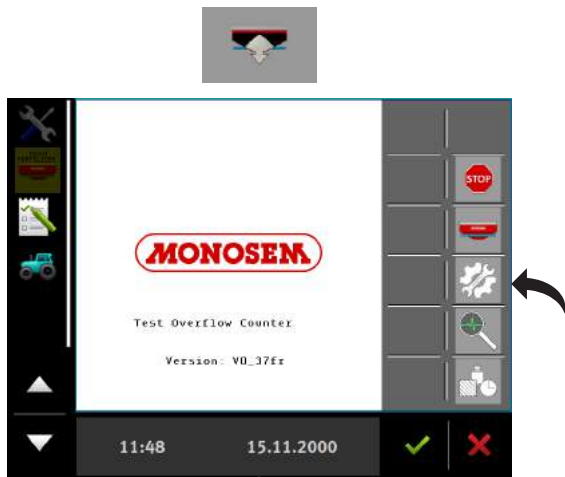 STOP
MONOSEM
Test Overflow Counter
Version: V0_37fr
11:48
15.11.2000